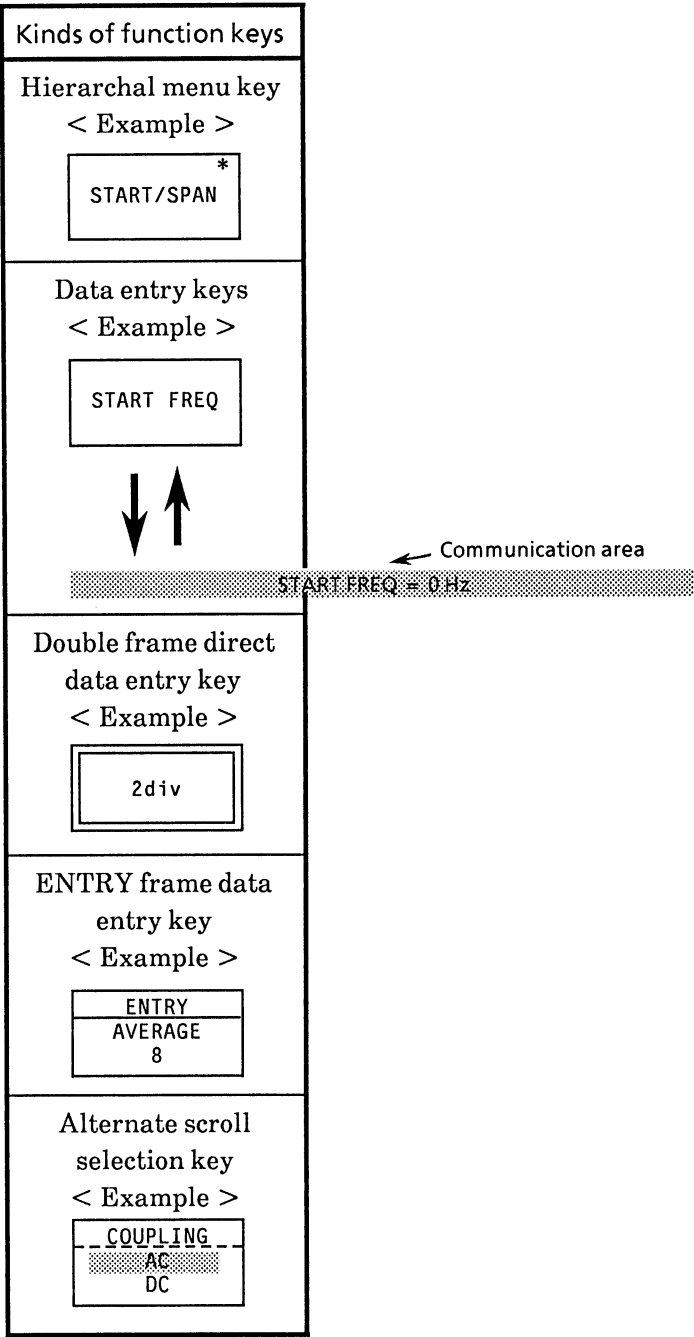 Kinds of function keys
Hierarchal menu key
< Example >
*
START/SPAN
Data entry keys
< Example >
START FREQ
Communication area
START FREQ = 0 Hz
Double frame direct
data entry key
< Example >
2div
ENTRY frame data
entry key
< Example >
ENTRY
AVERAGE
8
Alternate scroll
selection key
< Example >
COUPLING
AC
DC